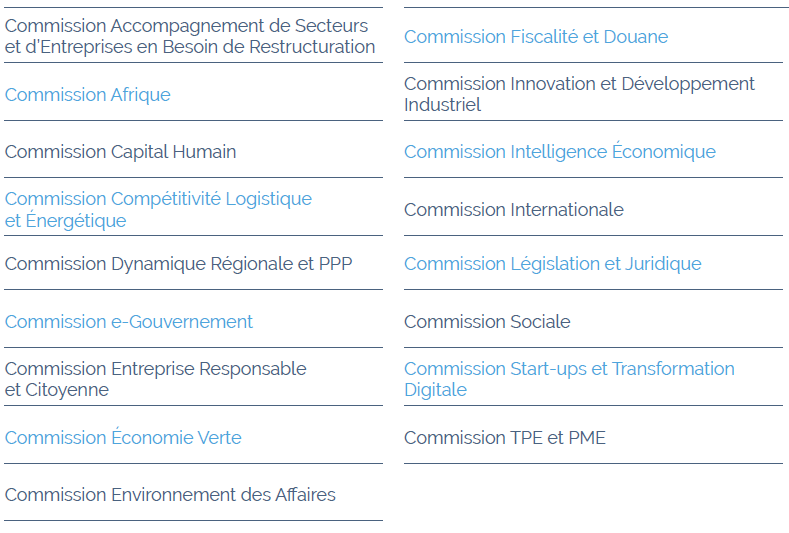 Commission Accompagnement de Secteurs
et d'Entreprises en Besoin de Restructuration
Commission Afrique
Commission Capital Humain
Commission Compétitivité Logistique
et Énergétique
Commission Dynamique Régionale et PPP
Commission e-Gouvernement
Commission Entreprise Responsable
et Citoyenne
Commission Économie Verte
Commission Environnement des Affaires
Commission Fiscalité et Douane
Commission Innovation et Développement
Industriel
Commission Intelligence Économique
Commission Internationale
Commission Législation et Juridique
Commission Sociale
Commission Start-ups et Transformation
Digitale
Commission TPE et PME